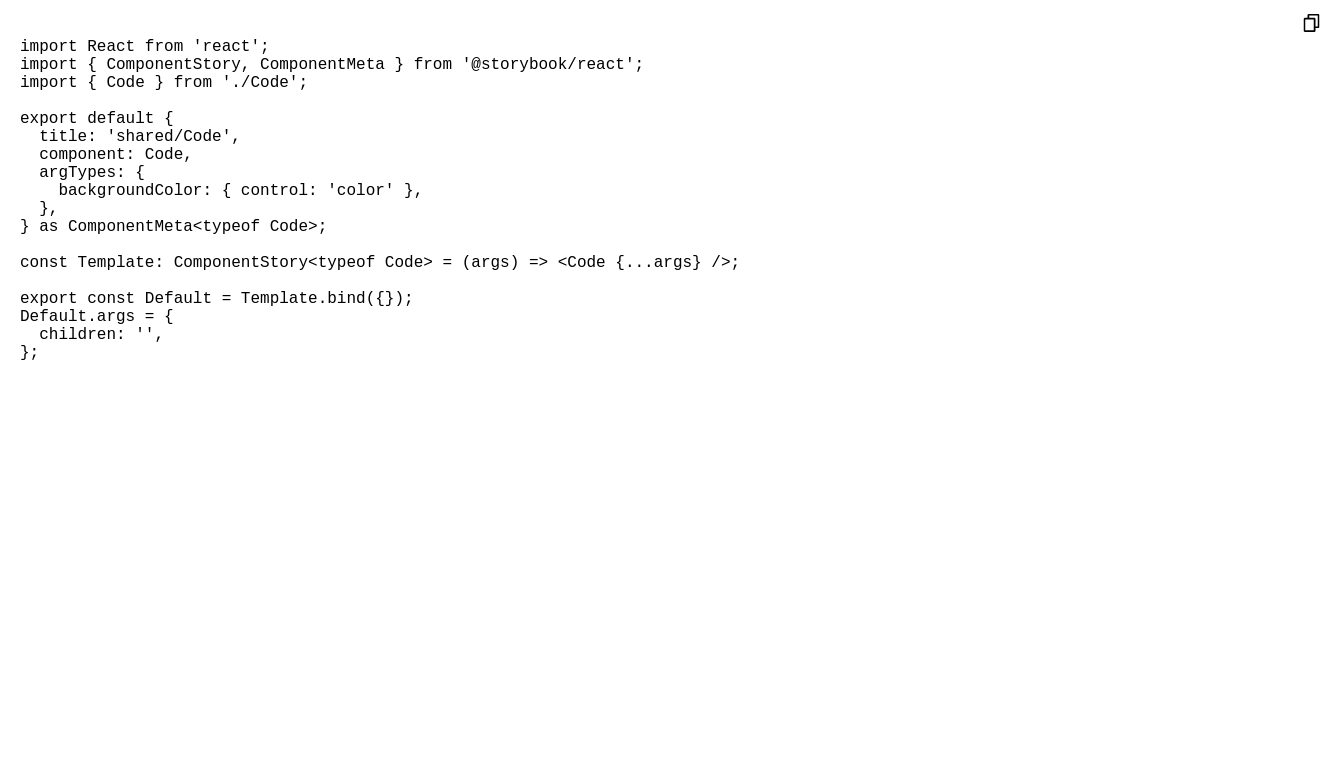 import React from 'react';
import { ComponentStory, ComponentMeta } from '@storybook/react';
import { Code } from './Code';

export default {
  title: 'shared/Code',
  component: Code,
  argTypes: {
    backgroundColor: { control: 'color' },
  },
} as ComponentMeta<typeof Code>;

const Template: ComponentStory<typeof Code> = (args) => <Code {...args} />;

export const Default = Template.bind({});
Default.args = {
  children: '',
};